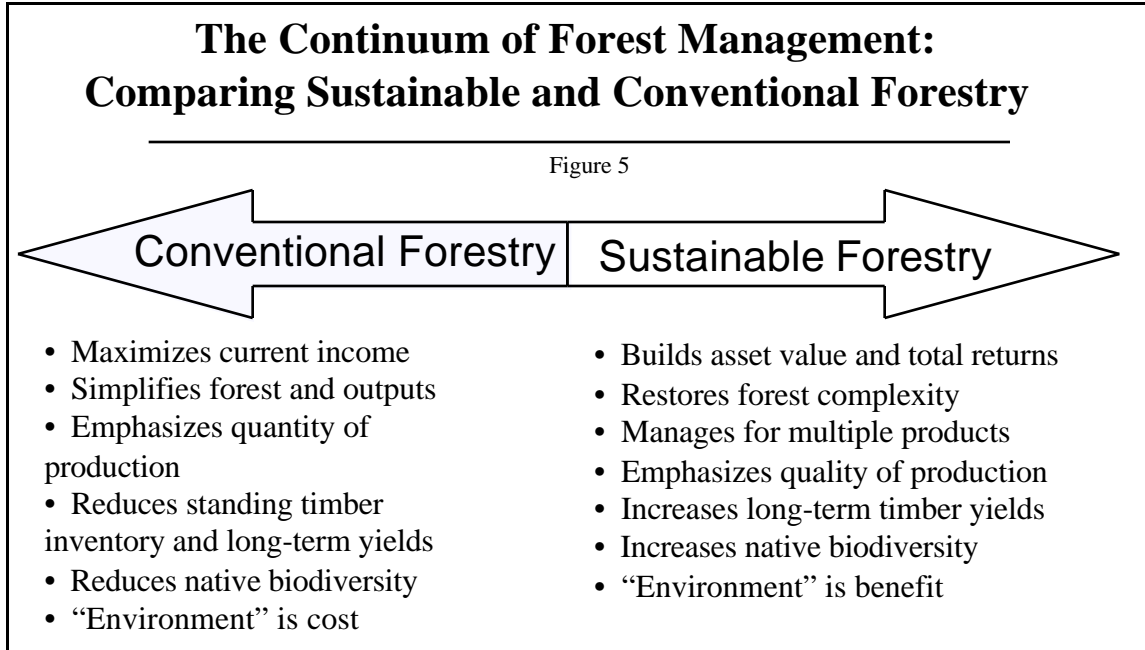 The Continuum of Forest Management:
Comparing Sustainable and Conventional Forestry
Figure 5
Conventional Forestry
Sustainable Forestry
• Maximizes current income
• Simplifies forest and outputs
• Emphasizes quantity of
production
• Reduces standing timber
inventory and long-term yields
• Reduces native biodiversity
• “Environment” is cost
• Builds asset value and total returns
• Restores forest complexity
• Manages for multiple products
• Emphasizes quality of production
• Increases long-term timber yields
• Increases native biodiversity
• “Environment” is benefit